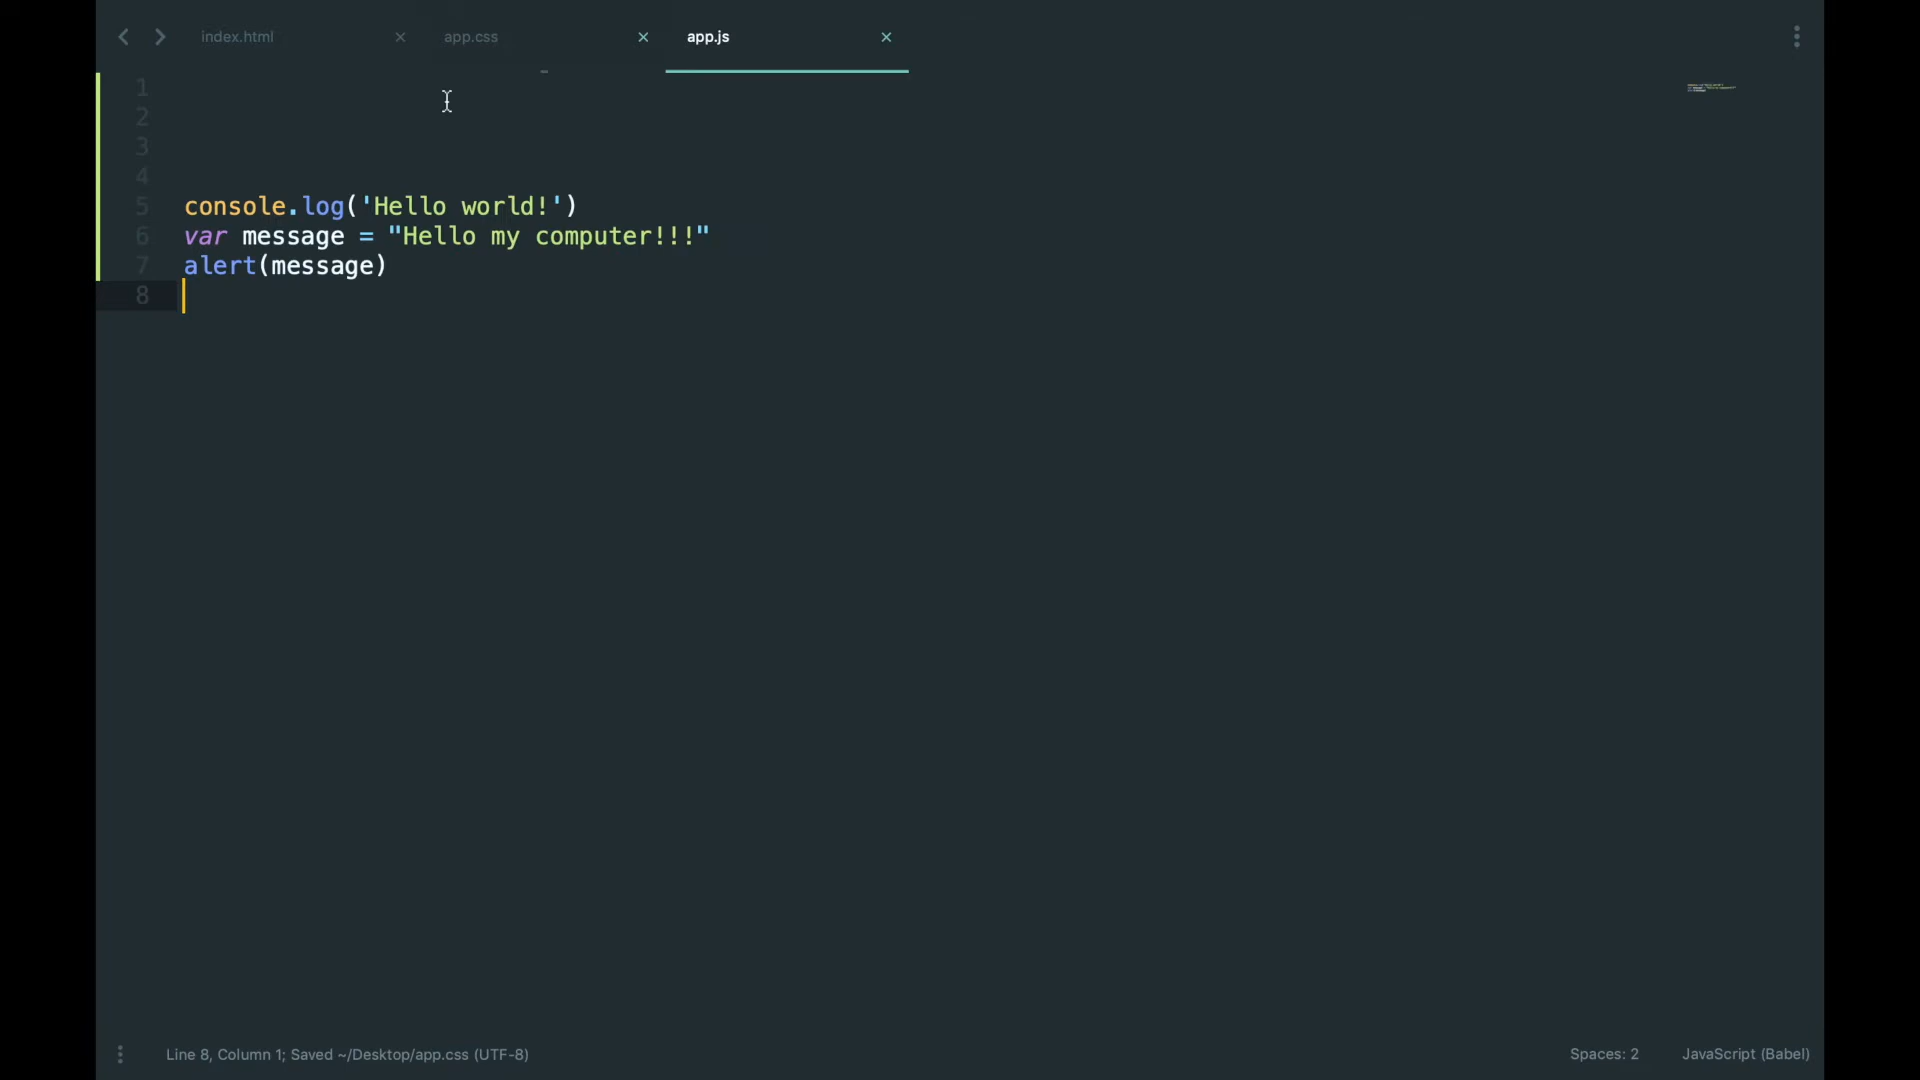 index.html
app.css
app.js
1
2
3
4
5 console.log('Hello world!')
6 var message = "Hello my computer!!!"
7 alert(message)
8
Line 8, Column 1; Saved ~/Desktop/app.css (UTF-8)
Spaces: 2
JavaScript (Babel)